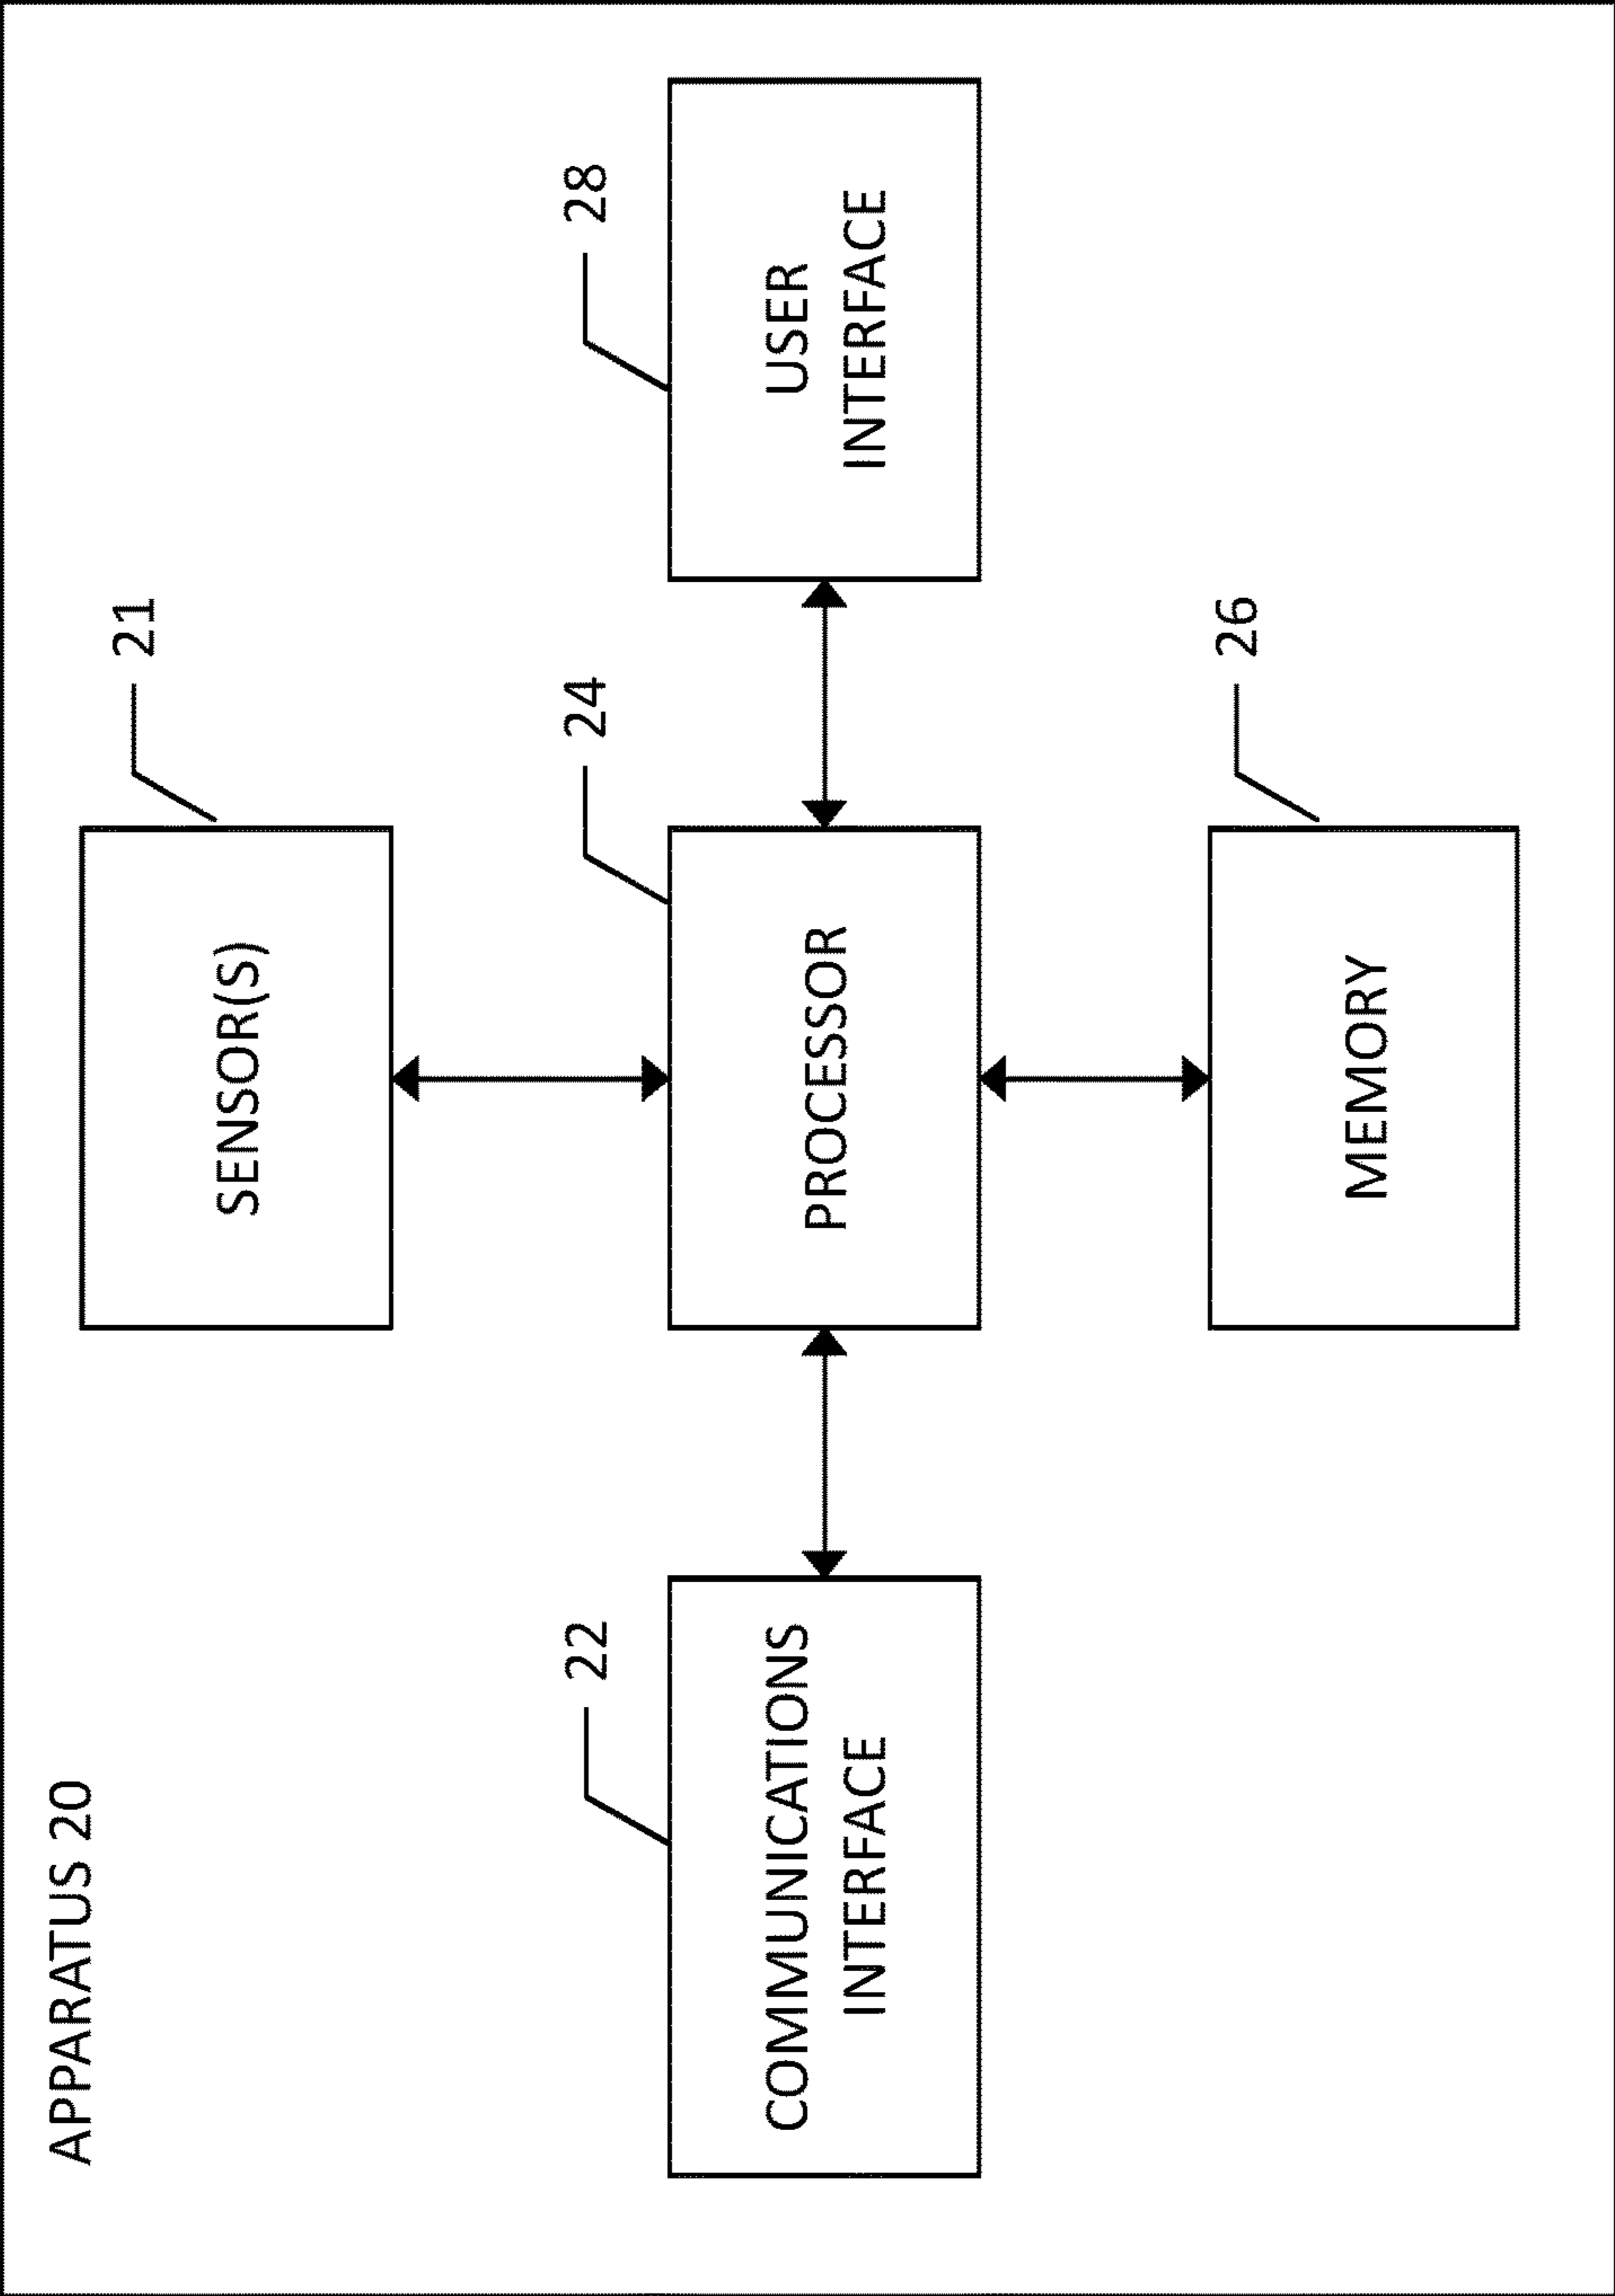 APPARATUS 20
21
SENSOR(S)
22
24
28
COMMUNICATIONS
INTERFACE
PROCESSOR
USER
INTERFACE
26
MEMORY